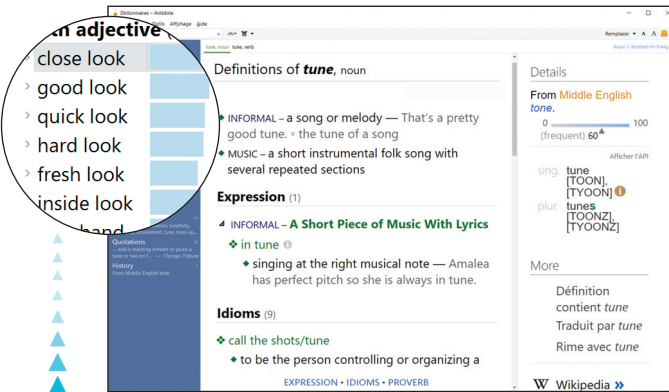 Dictionnaires – Antidote
Outils Affichage Aide
Remplacer
A A
th adjective
close look
good look
quick look
hard look
fresh look
inside look
hand
tune, noun tune, verb
Aussi 2 résultats en français
Definitions of tune, noun
INFORMAL – a song or melody — That's a pretty
good tune. ▫ the tune of a song
MUSIC – a short instrumental folk song with
several repeated sections
Expression (1)
INFORMAL – A Short Piece of Music With Lyrics
in tune
singing at the right musical note — Amalea
has perfect pitch so she is always in tune.
Idioms (9)
call the shots/tune
to be the person controlling or organizing a
EXPRESSION • IDIOMS • PROVERB
Quotations
... and is teaching himself to pluck a
tune or two on t... — Chicago Tribune
History
From Middle English tone
Details
From Middle English
tone.
0 100
(frequent) 60
Afficher l'API
sing. tune
[TOON],
[TYOON]
plur. tunes
[TOONZ],
[TYOONZ]
More
Définition
contient tune
Traduit par tune
Rime avec tune
W Wikipedia »